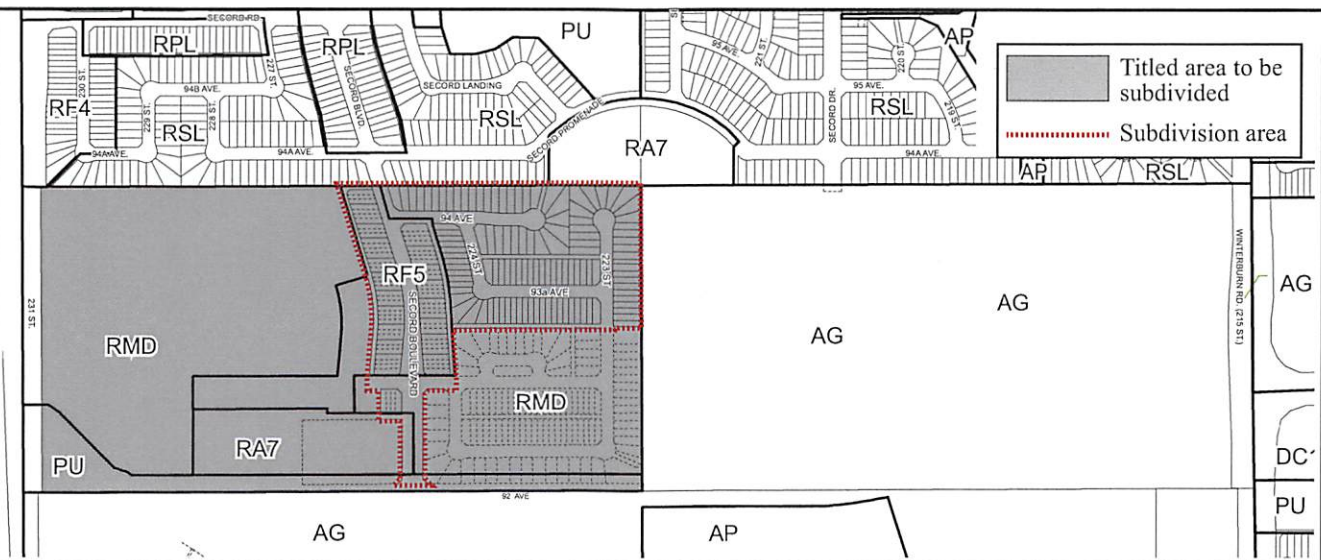 SECORD RD
PU
RPL
RPL
AP
95 AVE.
221 ST.
220 ST.
227 ST.
SECORD BLVD.
SECORD LANDING
95 AVE.
94B AVE.
RF4
RSL
229 ST.
228 ST.
RSL
SECORD PROMENADE
SECORD DR.
RSL
219 ST.
94A AVE.
94A AVE.
RA7
94A AVE.
AP
RSL
Titled area to be
subdivided
Subdivision area
94 AVE
224 ST
223 ST
93a AVE
RF5
SECORD BOULEVARD
231 ST.
RMD
AG
AG
WINTERBURN RD. (215 ST.)
AG
RMD
RA7
PU
DC1
PU
92 AVE
AG
AP